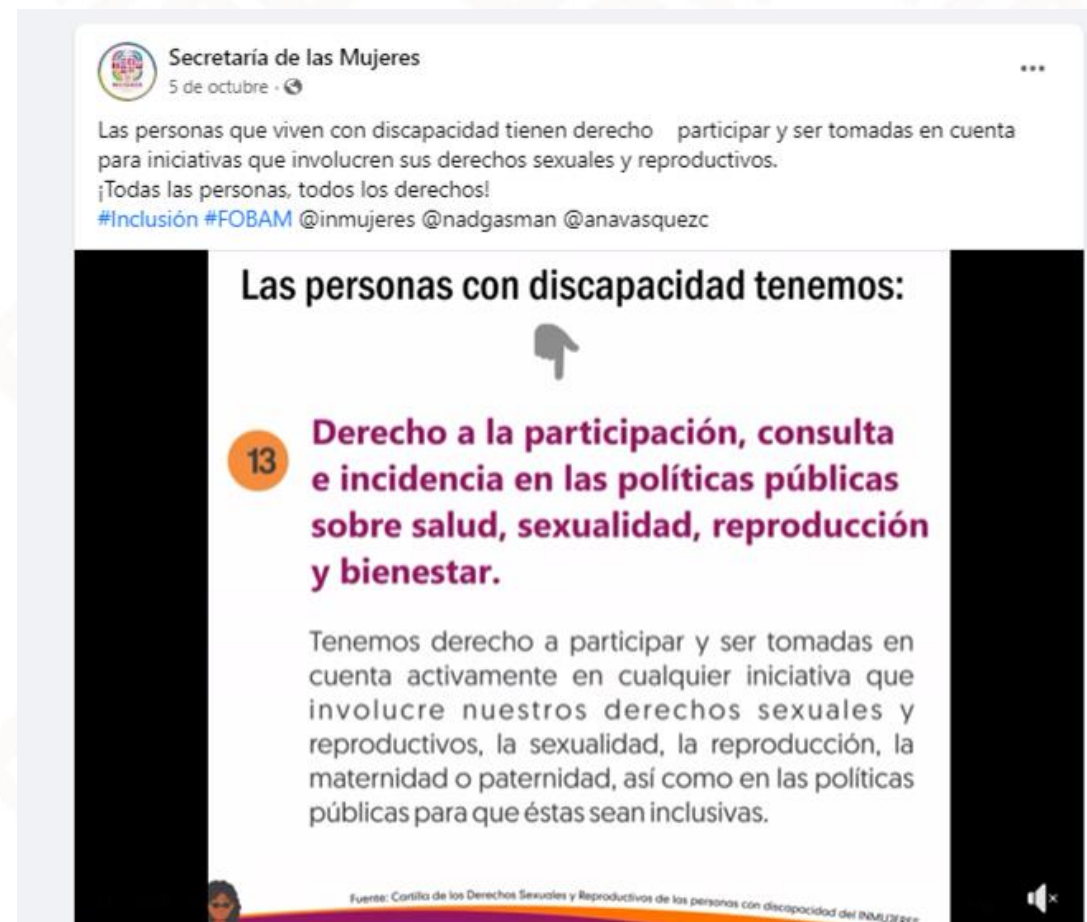 Secretaría de las Mujeres
5 de octubre ·
Las personas que viven con discapacidad tienen derecho participar y ser tomadas en cuenta
para iniciativas que involucren sus derechos sexuales y reproductivos.
¡Todas las personas, todos los derechos!
#Inclusión #FOBAM @inmujeres @nadgasman @anavasquezc
Las personas con discapacidad tenemos:
13
Derecho a la participación, consulta
e incidencia en las políticas públicas
sobre salud, sexualidad, reproducción
y bienestar.
Tenemos derecho a participar y ser tomadas en
cuenta activamente en cualquier iniciativa que
involucre nuestros derechos sexuales y
reproductivos, la sexualidad, la reproducción, la
maternidad o paternidad, así como en las políticas
públicas para que éstas sean inclusivas.
Fuente: Cartilla de los Derechos Sexuales y Reproductivos de las personas con discapacidad del INMUJERES